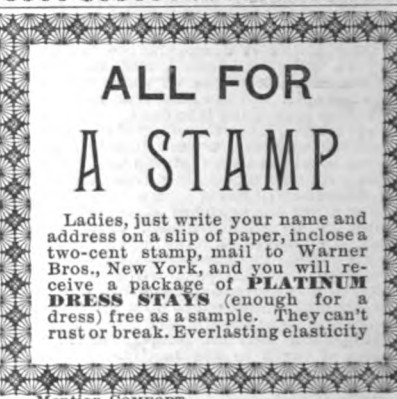 ALL FOR
A STAMP
Ladies, just write your name and
address on a slip of paper, inclose a
two-cent stamp, mail to Warner
Bros., New York, and you will re-
ceive a package of PLATINUM
DRESS STAYS (enough for a
dress) free as a sample. They can't
rust or break. Everlasting elasticity
Mention COMFORT